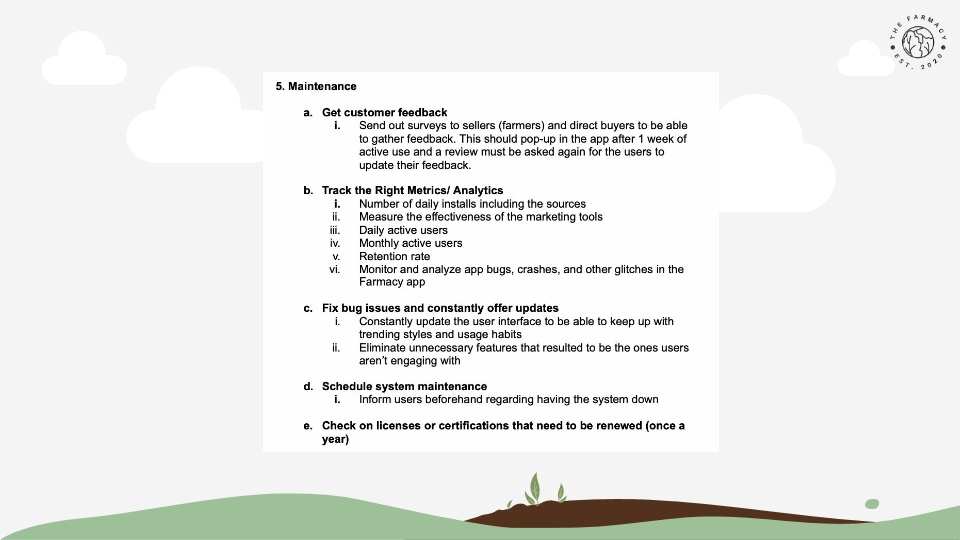 THE FARMACY
EST. 2020
5. Maintenance
a. Get customer feedback
i. Send out surveys to sellers (farmers) and direct buyers to be able
to gather feedback. This should pop-up in the app after 1 week of
active use and a review must be asked again for the users to
update their feedback.
b. Track the Right Metrics/ Analytics
i. Number of daily installs including the sources
ii. Measure the effectiveness of the marketing tools
iii. Daily active users
iv. Monthly active users
v. Retention rate
vi. Monitor and analyze app bugs, crashes, and other glitches in the
Farmacy app
c. Fix bug issues and constantly offer updates
i. Constantly update the user interface to be able to keep up with
trending styles and usage habits
ii. Eliminate unnecessary features that resulted to be the ones users
aren't engaging with
d. Schedule system maintenance
i. Inform users beforehand regarding having the system down
e. Check on licenses or certifications that need to be renewed (once a
year)